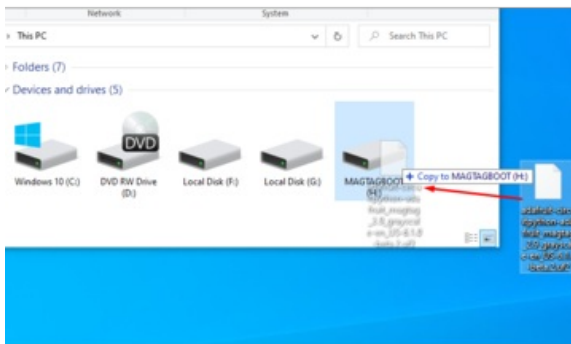 Network System
This PC
Search This PC
Folders (7)
Devices and drives (5)
DVD
Windows 10 (C:)
DVD RW Drive (D:)
Local Disk (F:)
Local Disk (G:)
MAGTAGBOOT (H:)
Copy to MAGTAGBOOT (H:)